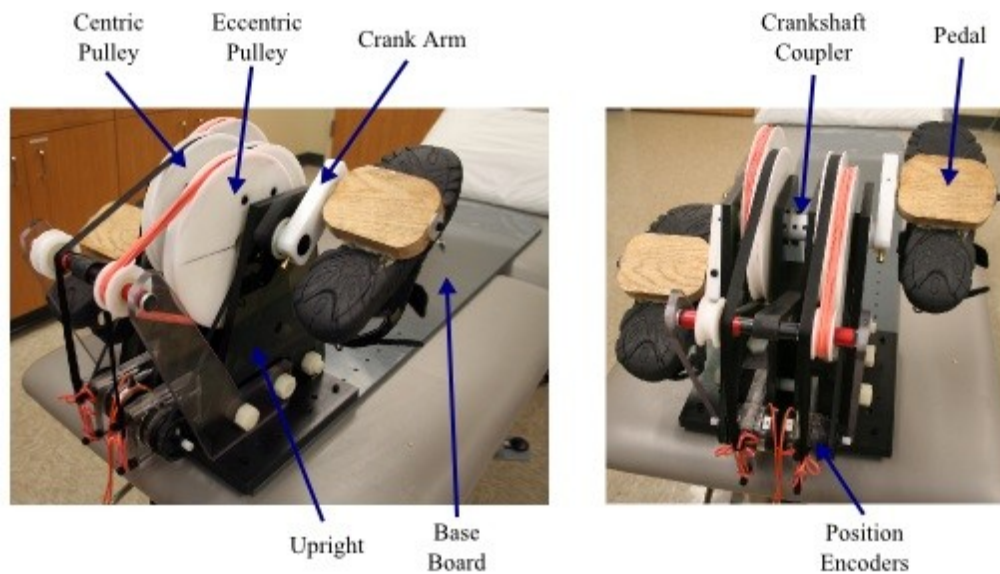 Centric
Pulley
Eccentric
Pulley
Crank Arm
Crankshaft
Coupler
Pedal
Upright
Base
Board
Position
Encoders